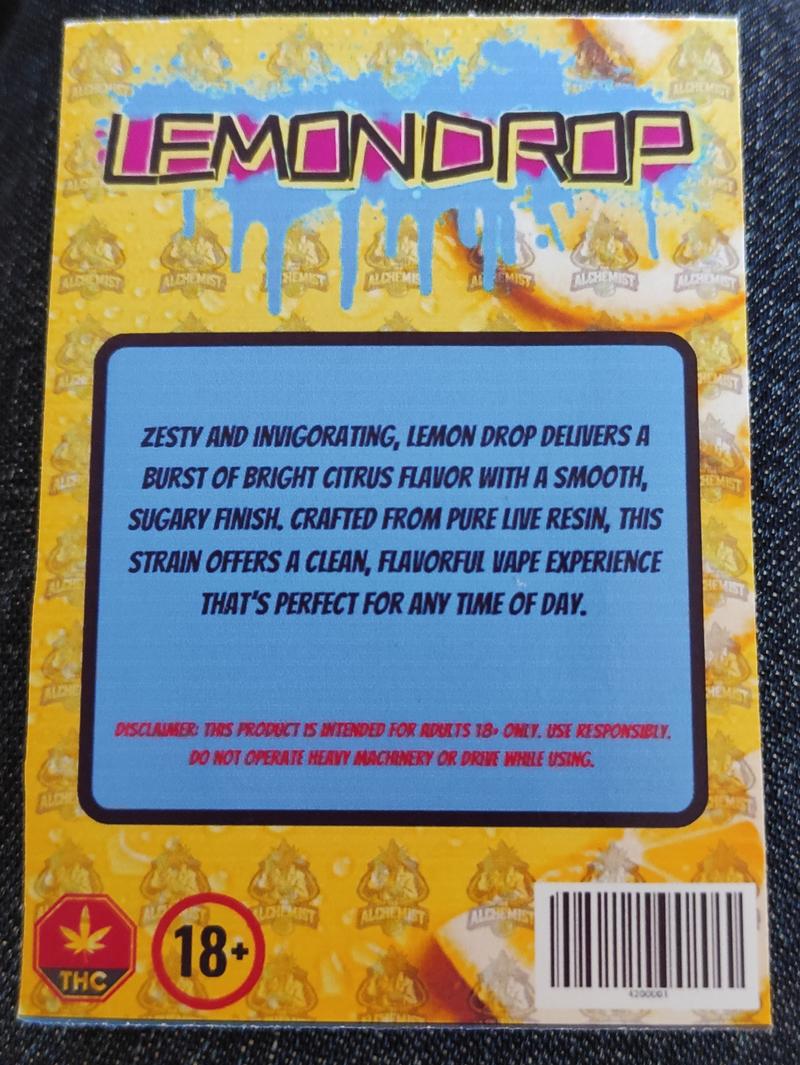 LEMONDROP
ZESTY AND INVIGORATING, LEMON DROP DELIVERS A
BURST OF BRIGHT CITRUS FLAVOR WITH A SMOOTH,
SUGARY FINISH. CRAFTED FROM PURE LIVE RESIN, THIS
STRAIN OFFERS A CLEAN, FLAVORFUL VAPE EXPERIENCE
THAT'S PERFECT FOR ANY TIME OF DAY.
DISCLAIMER: THIS PRODUCT IS INTENDED FOR ADULTS 18+ ONLY. USE RESPONSIBLY.
DO NOT OPERATE HEAVY MACHINERY OR DRIVE WHILE USING.
ALCHEMIST
THC
18+
4200001